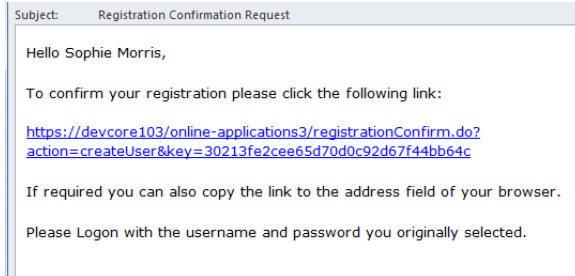 Subject: Registration Confirmation Request
Hello Sophie Morris,
To confirm your registration please click the following link:
https://devcore103/online-applications3/registrationConfirm.do?
action=createUser&key=30213fe2cee65d70d0c92d67f44bb64c
If required you can also copy the link to the address field of your browser.
Please Logon with the username and password you originally selected.